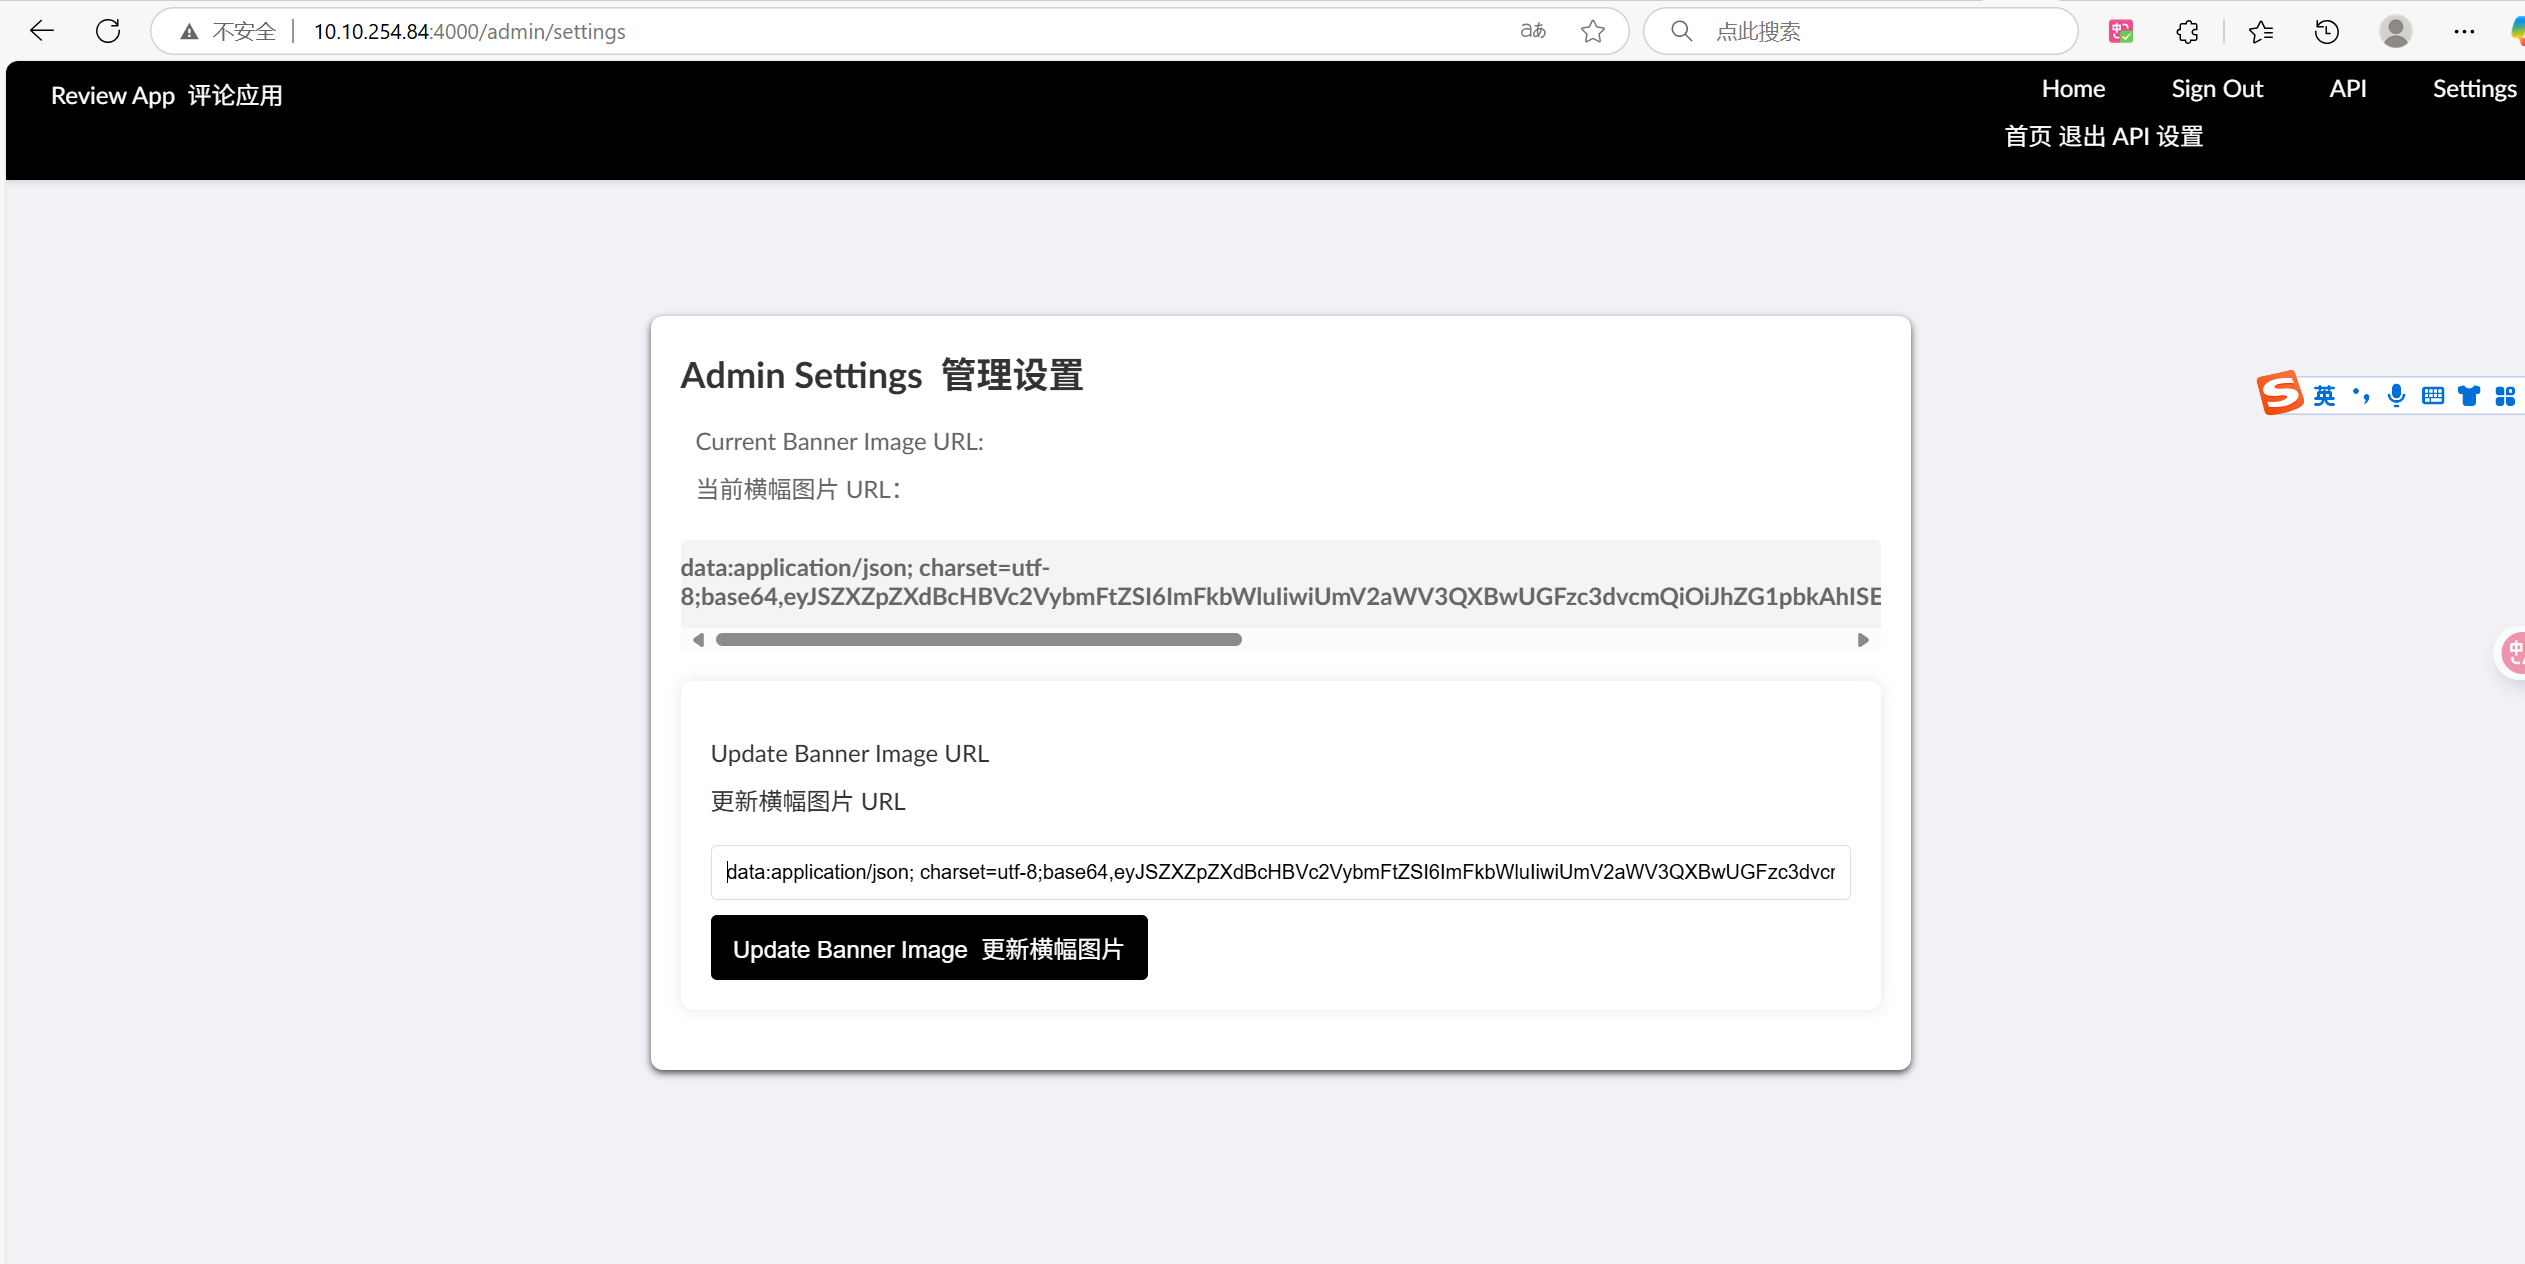 不安全 10.10.254.84:4000/admin/settings aあ 点此搜索
Review App 评论应用
Home Sign Out API Settings
首页 退出 API 设置
Admin Settings 管理设置
Current Banner Image URL:
当前横幅图片 URL：
英
data:application/json; charset=utf-
8;base64,eyJSZXZpZXdBcHBVc2VybmFtZSI6ImFkbWluIiwiUmV2aWV3QXBwUGFzc3dvcmQiOiJhZG1pbkAhISE
Update Banner Image URL
更新横幅图片 URL
data:application/json; charset=utf-8;base64,eyJSZXZpZXdBcHBVc2VybmFtZSI6ImFkbWluIiwiUmV2aWV3QXBwUGFzc3dvcr
Update Banner Image 更新横幅图片